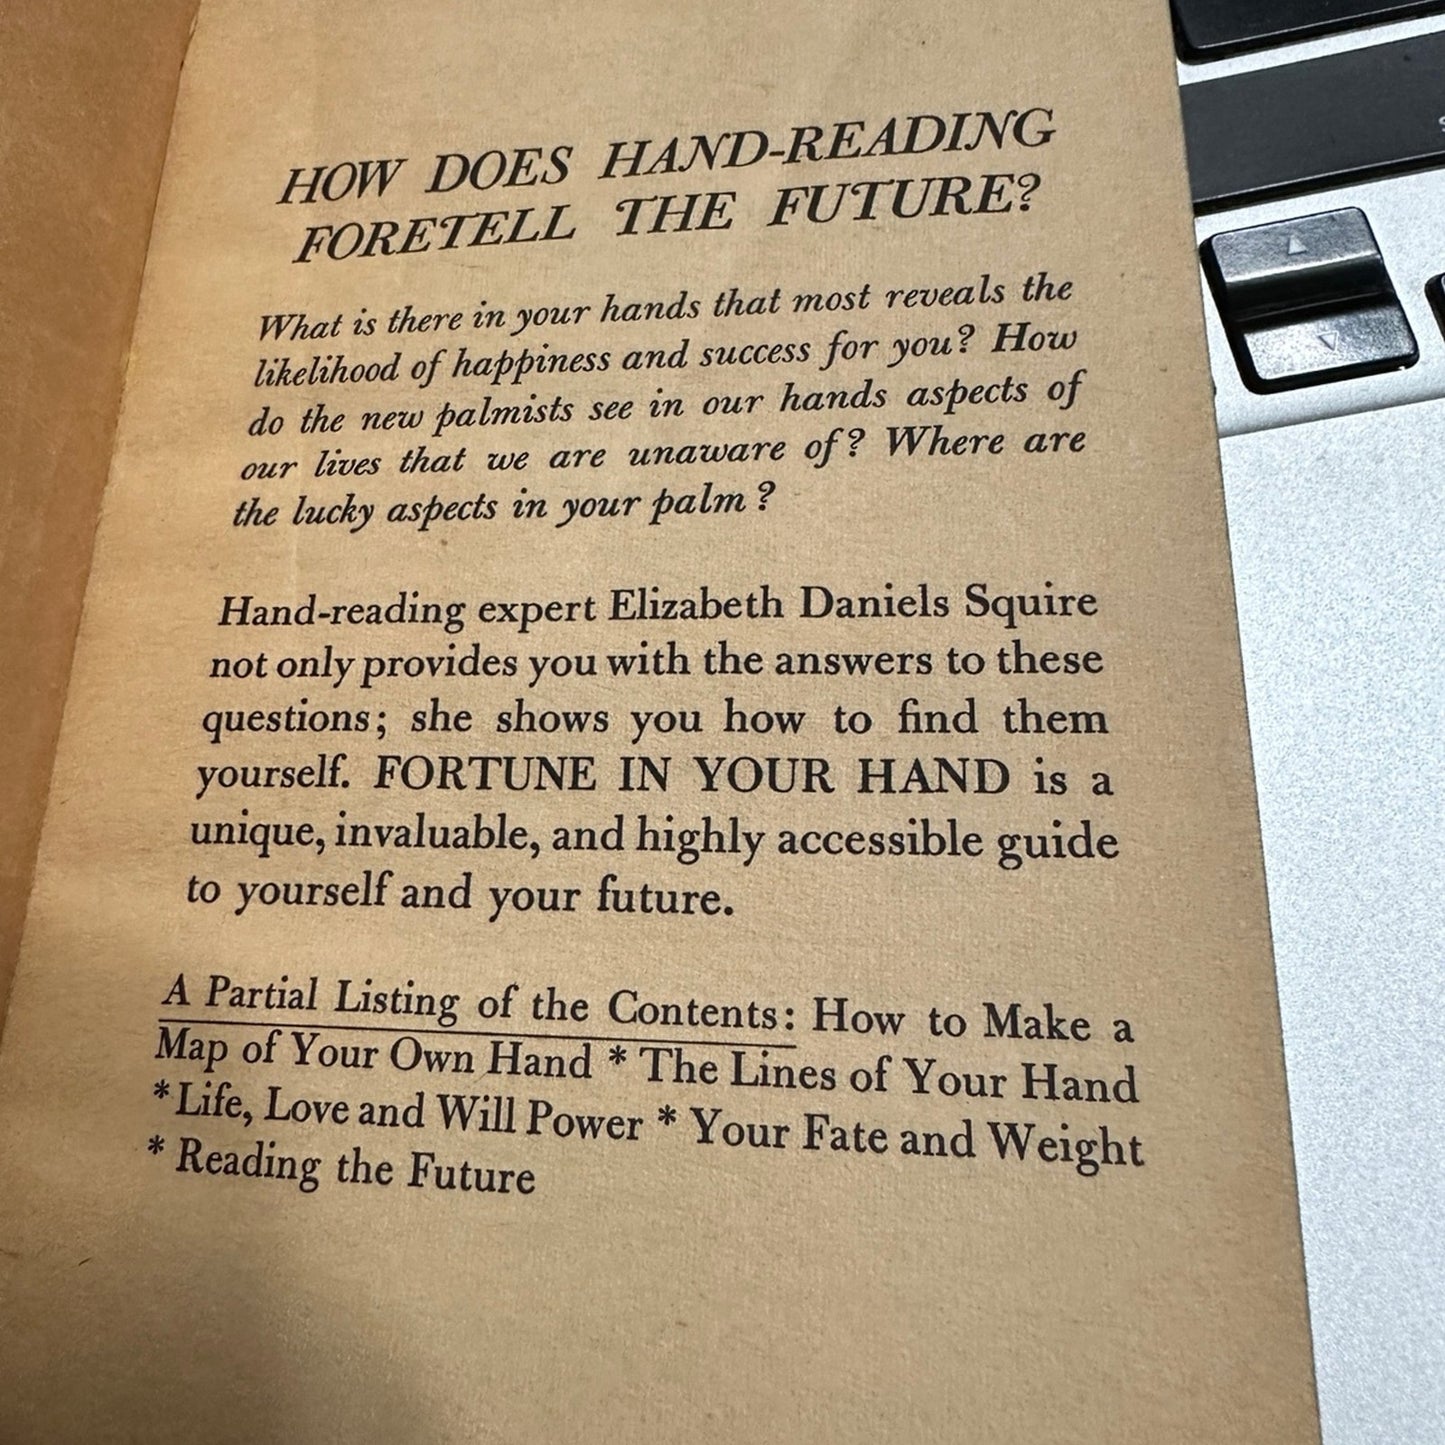 HOW DOES HAND-READING
FORETELL THE FUTURE?
What is there in your hands that most reveals the
likelihood of happiness and success for you? How
do the new palmists see in our hands aspects of
our lives that we are unaware of? Where are
the lucky aspects in your palm?
Hand-reading expert Elizabeth Daniels Squire
not only provides you with the answers to these
questions; she shows you how to find them
yourself. FORTUNE IN YOUR HAND is a
unique, invaluable, and highly accessible guide
to yourself and your future.
A Partial Listing of the Contents: How to Make a
Map of Your Own Hand * The Lines of Your Hand
* Life, Love and Will Power * Your Fate and Weight
* Reading the Future